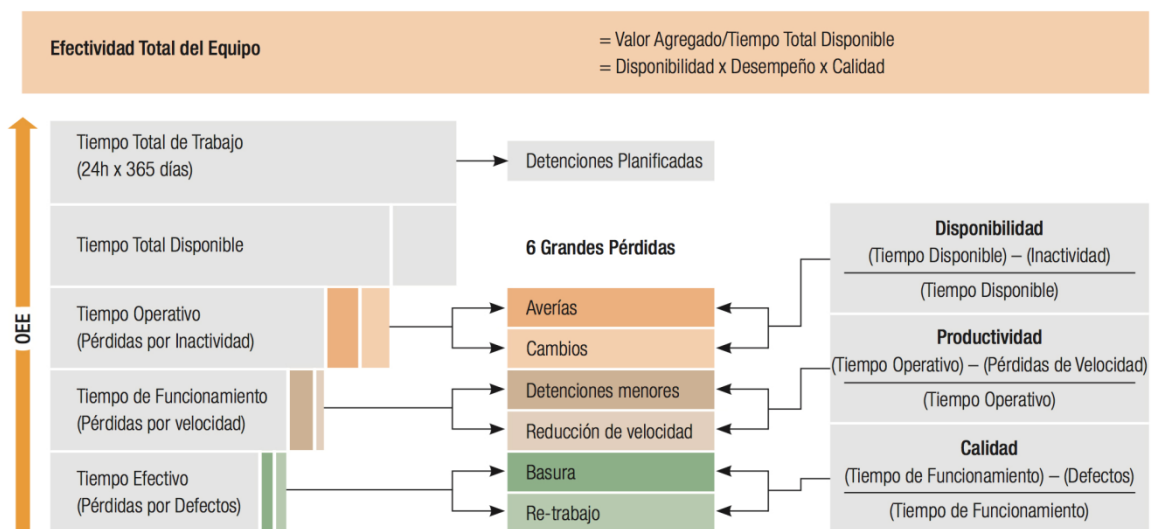 Efectividad Total del Equipo
= Valor Agregado/Tiempo Total Disponible
= Disponibilidad x Desempeño x Calidad
OEE
Tiempo Total de Trabajo
(24h x 365 días)
Detenciones Planificadas
Tiempo Total Disponible
6 Grandes Pérdidas
Tiempo Operativo
(Pérdidas por Inactividad)
Averías
Cambios
Tiempo de Funcionamiento
(Pérdidas por velocidad)
Detenciones menores
Reducción de velocidad
Tiempo Efectivo
(Pérdidas por Defectos)
Basura
Re-trabajo
Disponibilidad
(Tiempo Disponible) – (Inactividad)
(Tiempo Disponible)
Productividad
(Tiempo Operativo) – (Pérdidas de Velocidad)
(Tiempo Operativo)
Calidad
(Tiempo de Funcionamiento) – (Defectos)
(Tiempo de Funcionamiento)